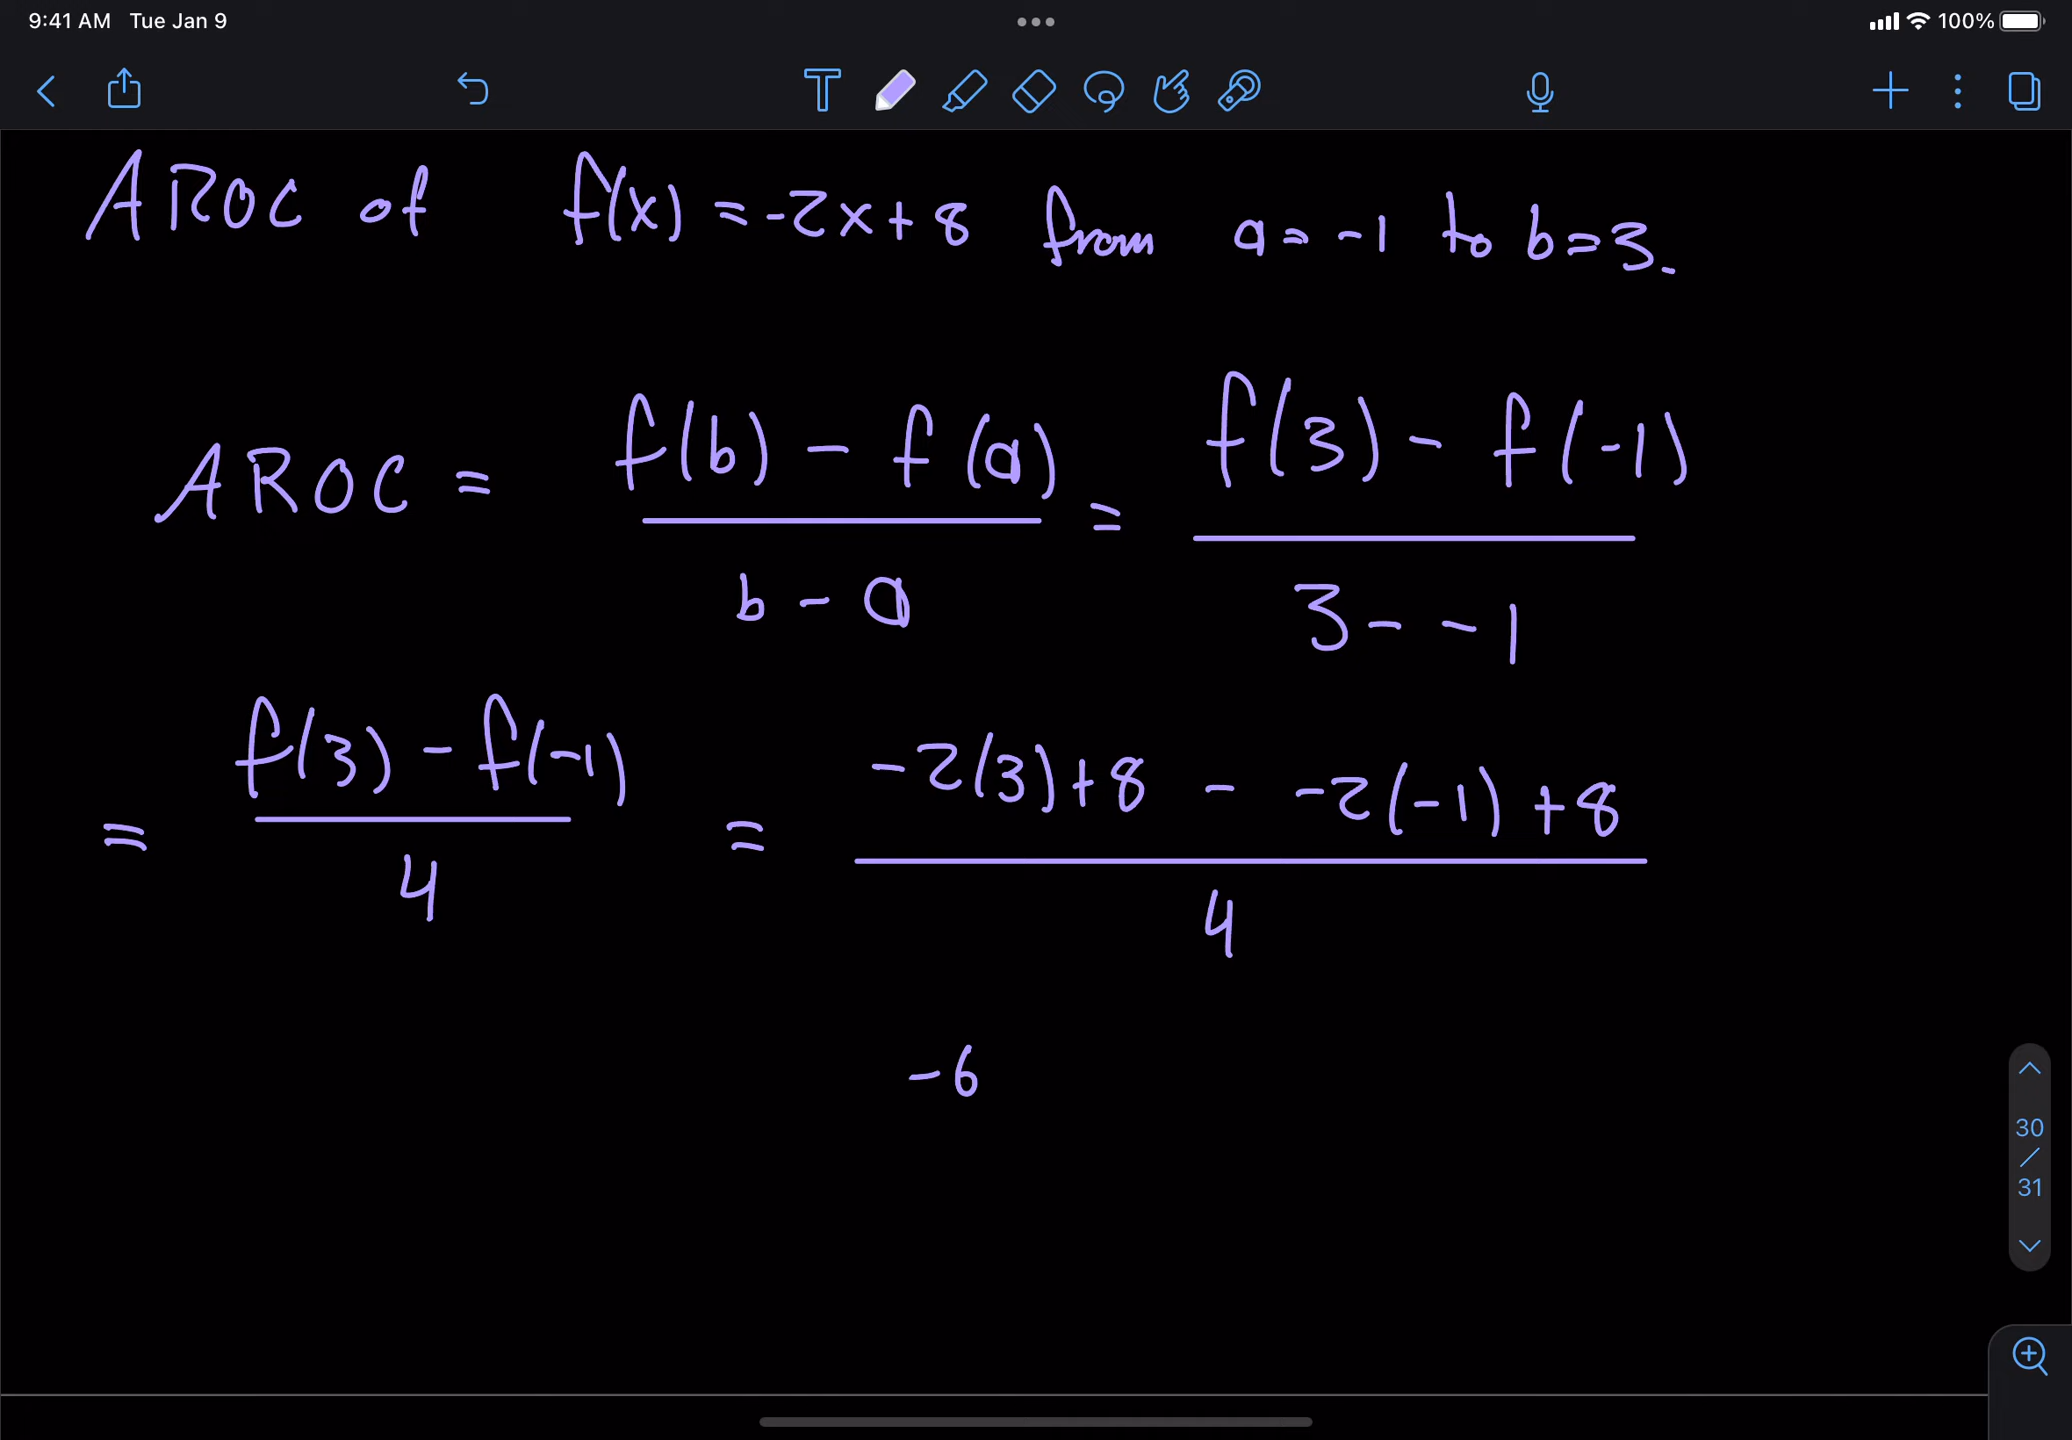 9:41 AM Tue Jan 9 100%
T
AROC of f(x) = -2x+8 from a = -1 to b=3.
AROC = f(b) - f(a) / b - a = f(3) - f(-1) / 3 - -1
= f(3) - f(-1) / 4 = -2(3)+8 - -2(-1)+8 / 4
-6
30
/
31